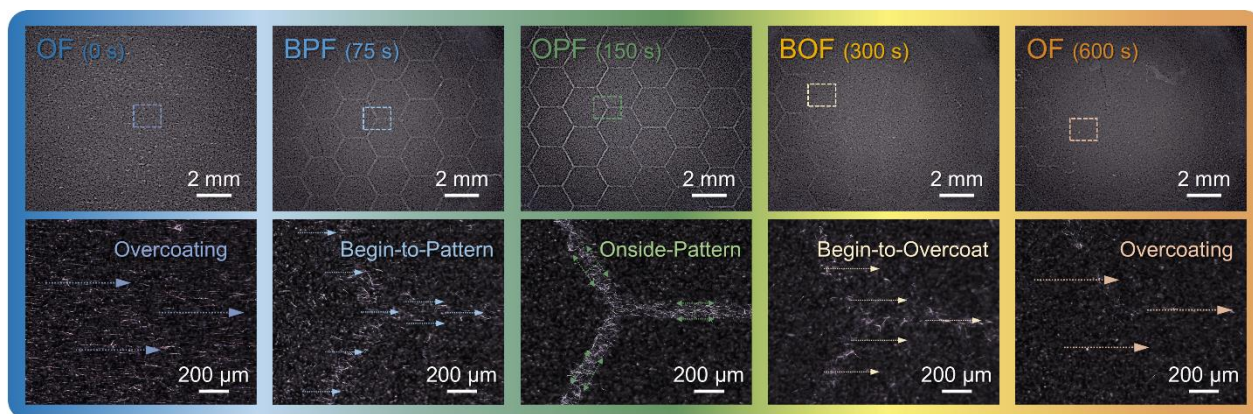 OF (0 s)
2 mm
BPF (75 s)
2 mm
OPF (150 s)
2 mm
BOF (300 s)
2 mm
OF (600 s)
2 mm
Overcoating
200 μm
Begin-to-Pattern
200 μm
Onside-Pattern
200 μm
Begin-to-Overcoat
200 μm
Overcoating
200 μm